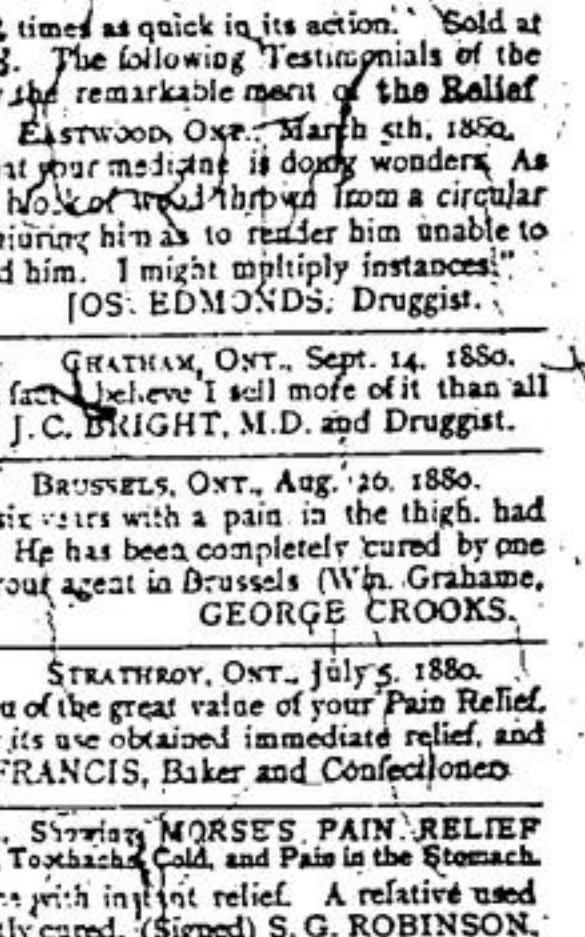 times as quick in its action." Sold at
The following Testimonials of the
the remarkable merit of the Relief
EASTWOOD, ONT., March 5th, 1880.
your medicine is doing wonders. As
block of wood thrown from a circular
him as to render him unable to
him. I might multiply instances."
JOS. EDMONDS, Druggist.
CHATHAM, ONT., Sept. 14, 1880.
fact I believe I sell more of it than all
J. C. BRIGHT, M.D. and Druggist.
BRUSSELS, ONT., Aug. 26, 1880.
six years with a pain in the thigh, had
He has been completely cured by one
agent in Brussels (Wm. Grahame,
GEORGE CROOKS.
STRATHROY, ONT., July 5, 1880.
of the great value of your Pain Relief,
its use obtained immediate relief, and
FRANCIS, Baker and Confectioner.
Showing MORSE'S PAIN RELIEF
Toothache, Cold, and Pain in the Stomach.
with instant relief. A relative used
cured. (Signed) S. G. ROBINSON,